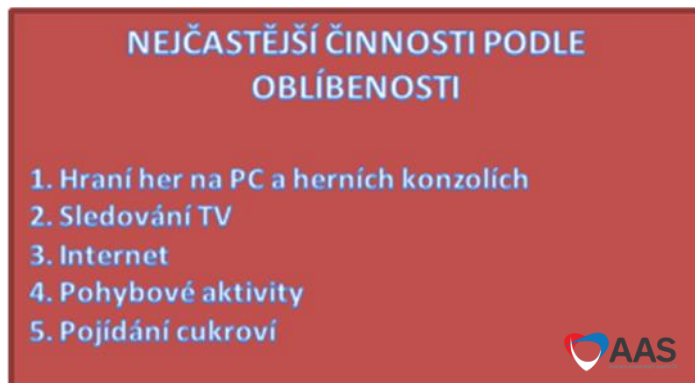 NEJČASTĚJŠÍ ČINNOSTI PODLE
OBLÍBENOSTI
1. Hraní her na PC a herních konzolích
2. Sledování TV
3. Internet
4. Pohybové aktivity
5. Pojídání cukroví
AAS